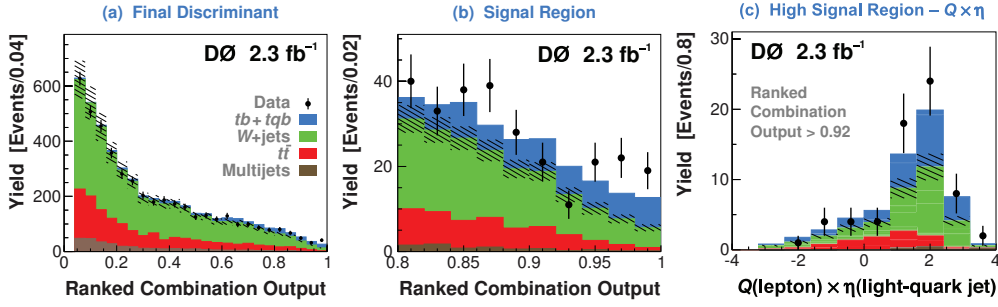 (a) Final Discriminant
Yield [Events/0.04]
600
400
200
0
DØ 2.3 fb⁻¹
Data
tb+tqb
W+jets
tt̄
Multijets
0 0.2 0.4 0.6 0.8 1
Ranked Combination Output
(b) Signal Region
Yield [Events/0.02]
40
20
0
DØ 2.3 fb⁻¹
0.8 0.85 0.9 0.95 1
Ranked Combination Output
(c) High Signal Region – Q×η
Yield [Events/0.8]
30
20
10
0
DØ 2.3 fb⁻¹
Ranked
Combination
Output > 0.92
-4 -2 0 2 4
Q(lepton) × η(light-quark jet)